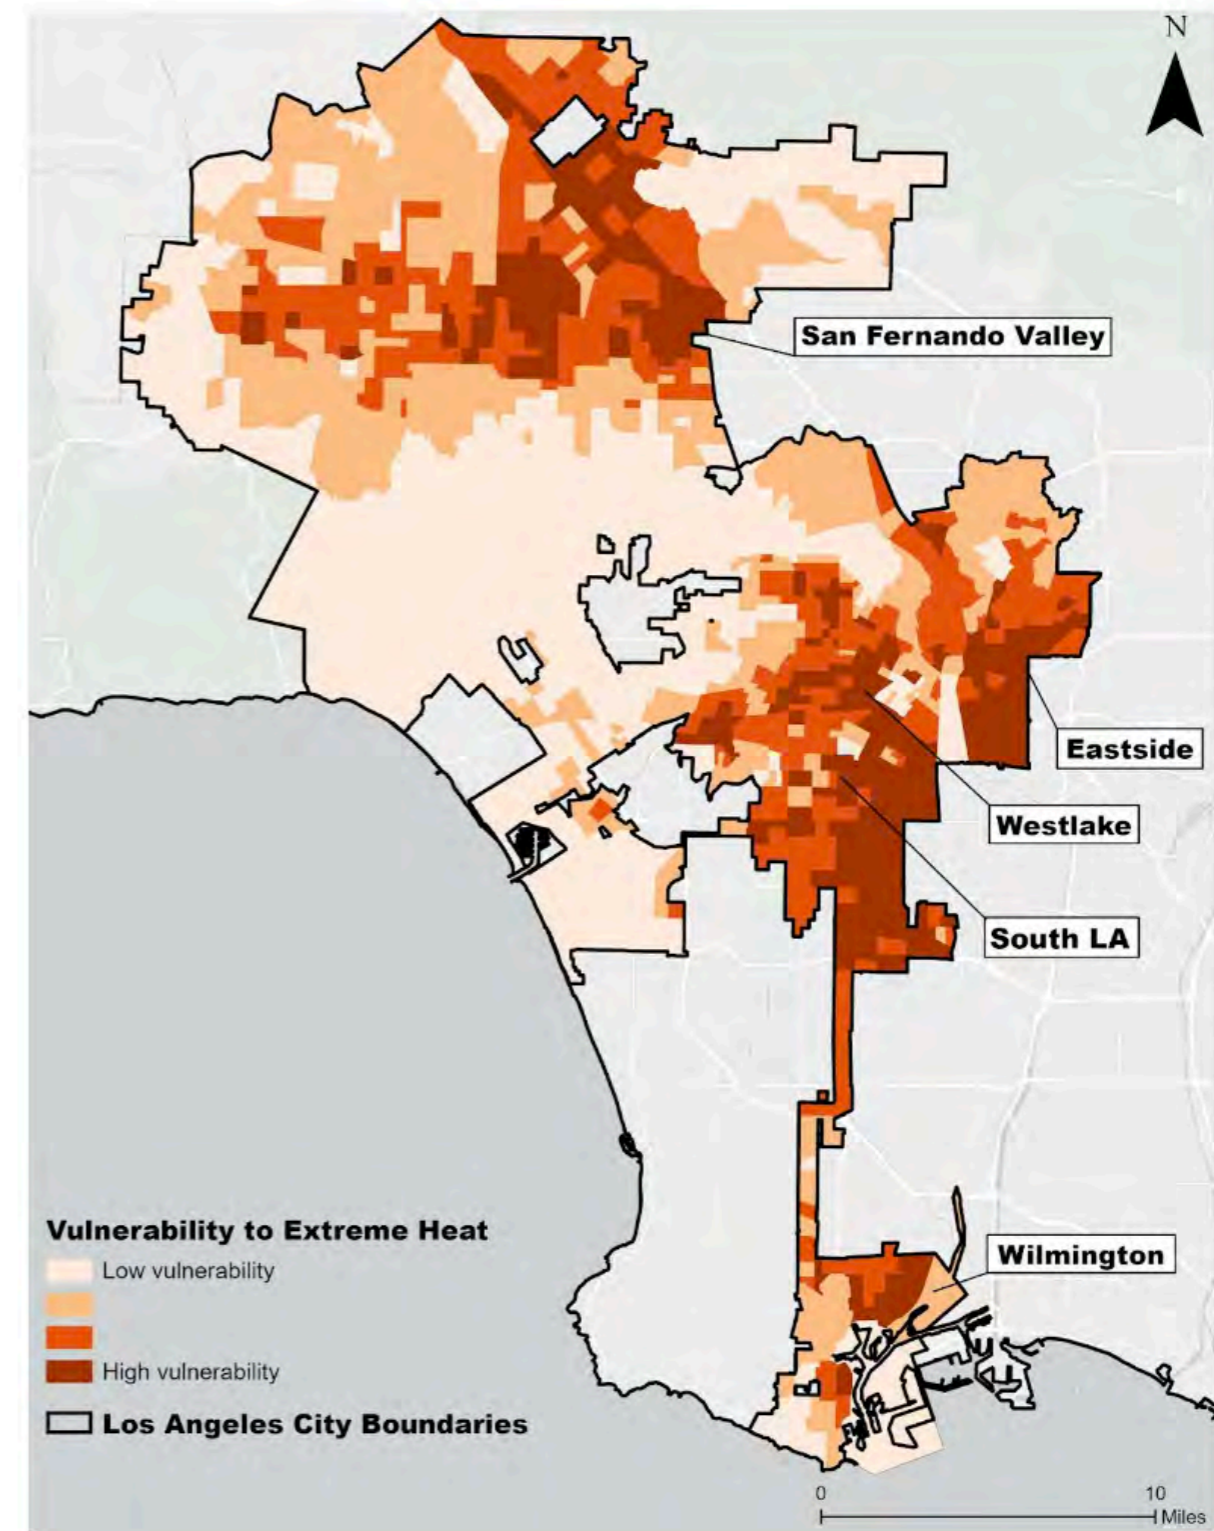 N
San Fernando Valley
Eastside
Westlake
South LA
Wilmington
Vulnerability to Extreme Heat
Low vulnerability
High vulnerability
Los Angeles City Boundaries
0 10
Miles